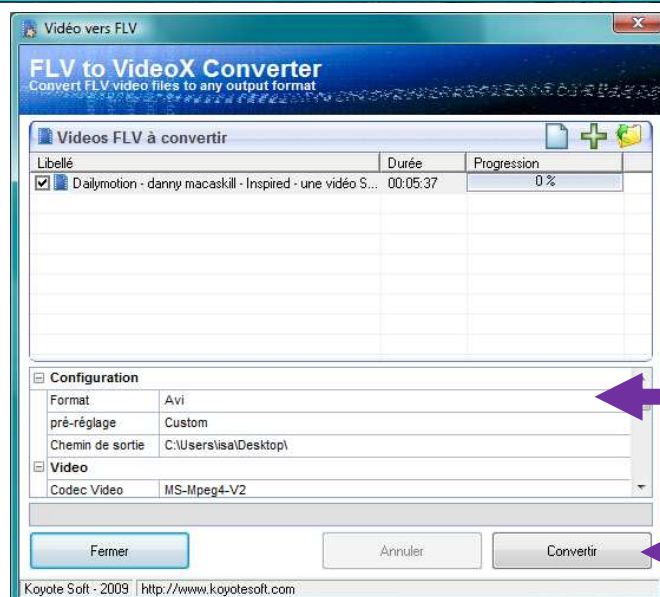 Vidéo vers FLV
FLV to VideoX Converter
Convert FLV video files to any output format
Videos FLV à convertir
Libellé Durée Progression
Dailymotion - danny macaskill - Inspired - une vidéo S... 00:05:37 0 %
Configuration
Format Avi
pré-réglage Custom
Chemin de sortie C:\Users\isa\Desktop\
Video
Codec Video MS-Mpeg4-V2
Fermer Annuler Convertir
Koyote Soft - 2009 http://www.koyotesoft.com